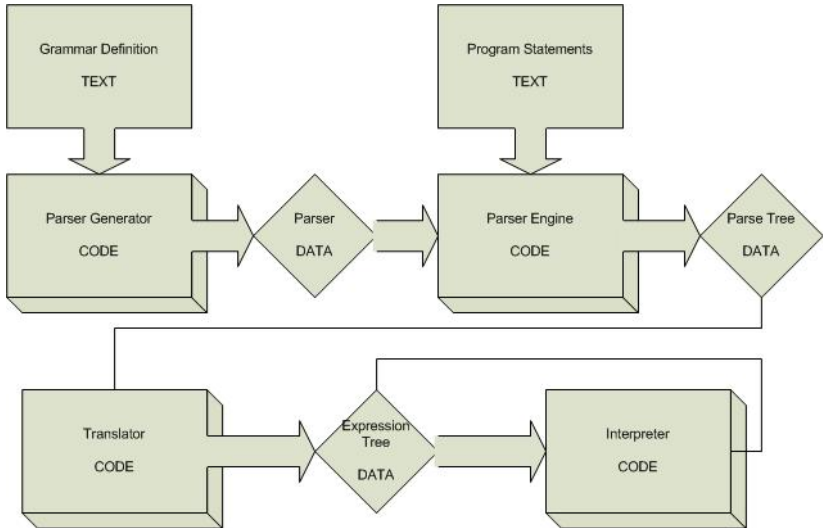 Grammar Definition
TEXT
Program Statements
TEXT
Parser Generator
CODE
Parser
DATA
Parser Engine
CODE
Parse Tree
DATA
Translator
CODE
Expression
Tree
DATA
Interpreter
CODE